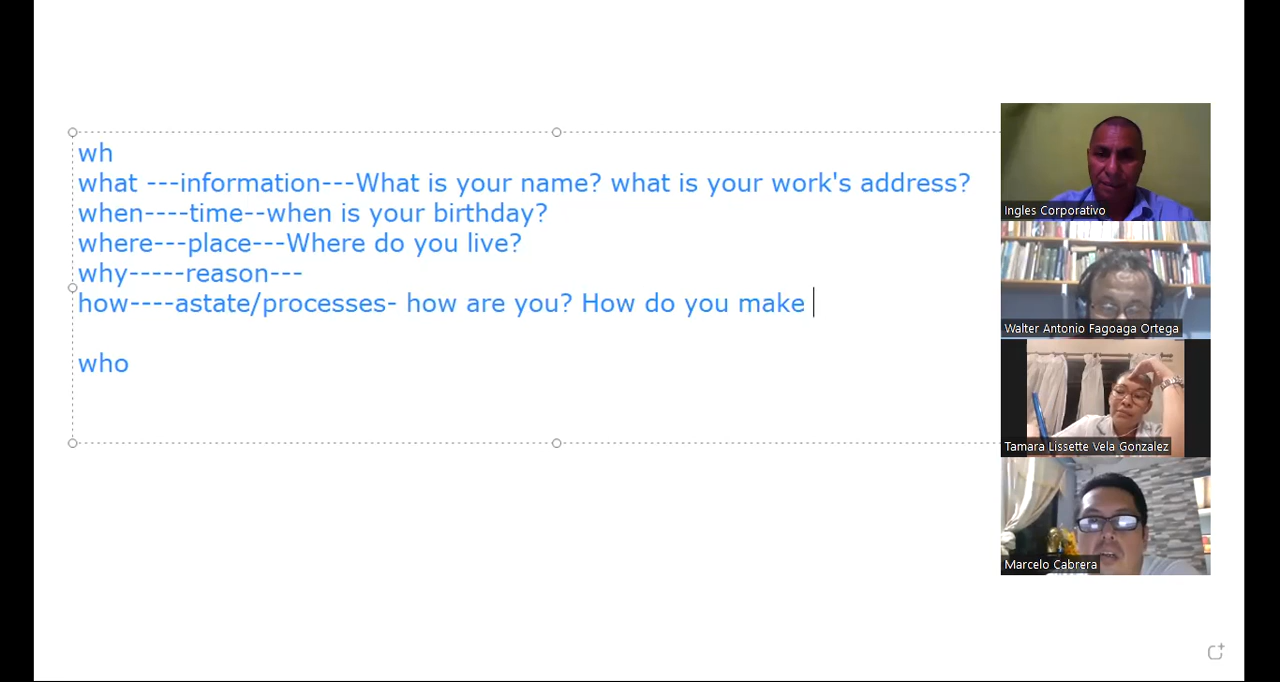 wh
what ---information---What is your name? what is your work's address?
when----time--when is your birthday?
where---place---Where do you live?
why-----reason---
how----astate/processes- how are you? How do you make
who
Ingles Corporativo
Walter Antonio Fagoaga Ortega
Tamara Lissette Vela Gonzalez
Marcelo Cabrera